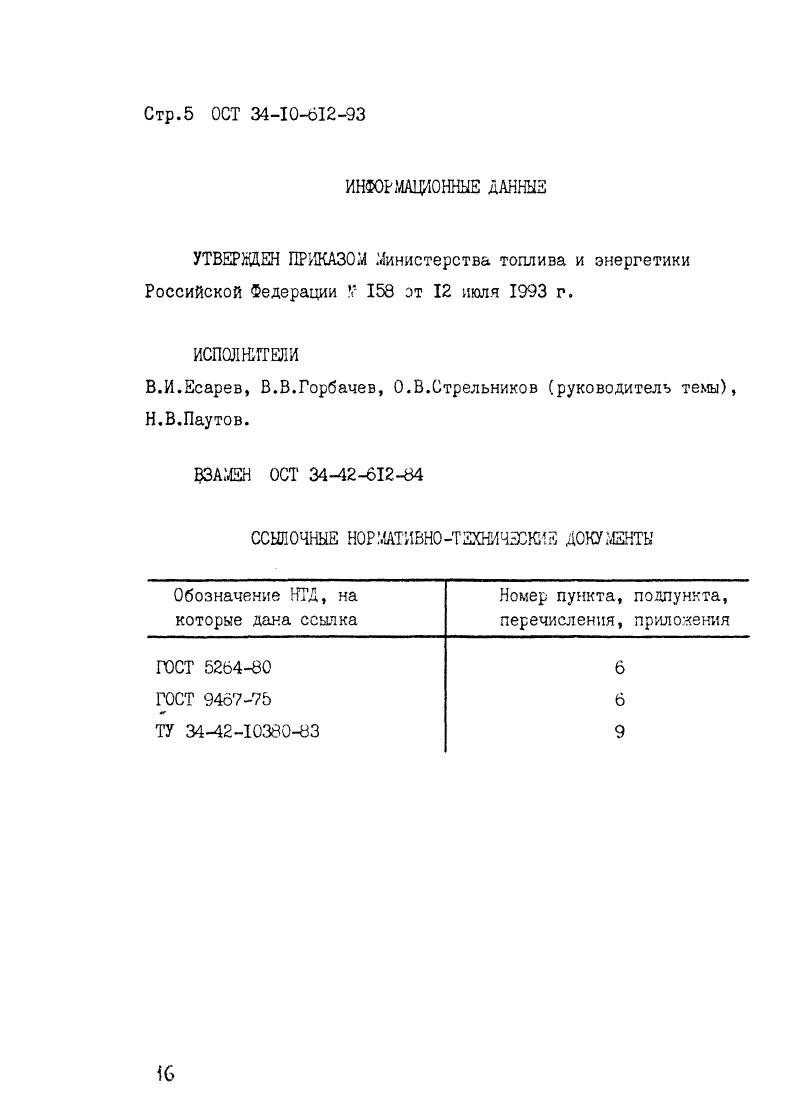 Стр.5 ОСТ 34-10-612-93
ИНФОРМАЦИОННЫЕ ДАННЫЕ
УТВЕРЖДЕН ПРИКАЗОМ Министерства топлива и энергетики
Российской Федерации № 158 от 12 июля 1993 г.
ИСПОЛНИТЕЛИ
В.И.Есарев, В.В.Горбачев, О.В.Стрельников (руководитель темы),
Н.В.Паутов.
ВЗАМЕН ОСТ 34-42-612-84
ССЫЛОЧНЫЕ НОРМАТИВНО-ТЕХНИЧЕСКИЕ ДОКУМЕНТЫ
Обозначение НТД, на Номер пункта, подпункта,
которые дана ссылка перечисления, приложения
ГОСТ 5264-80 6
ГОСТ 9467-75 6
ТУ 34-42-10380-83 9
16